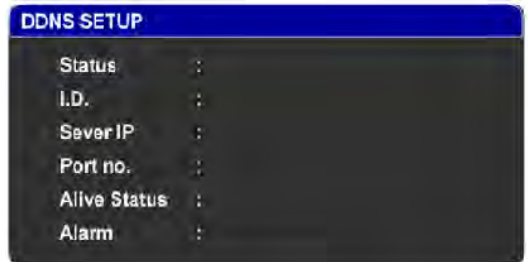 DDNS SETUP
Status :
I.D. :
Sever IP :
Port no. :
Alive Status :
Alarm :